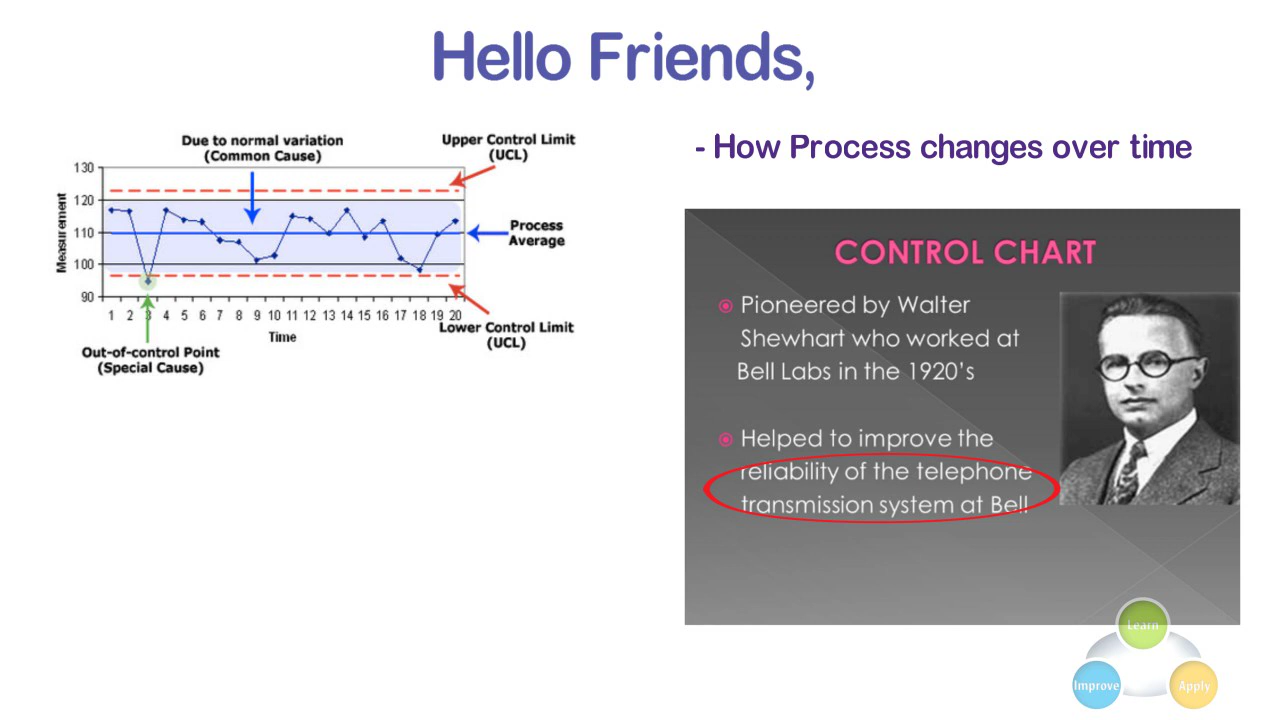 Hello Friends,
Due to normal variation
(Common Cause)
Upper Control Limit
(UCL)
130
120
110
100
90
Measurement
Process
Average
1 2 3 4 5 6 7 8 9 10 11 12 13 14 15 16 17 18 19 20
Time
Lower Control Limit
(UCL)
Out-of-control Point
(Special Cause)
- How Process changes over time
CONTROL CHART
Pioneered by Walter
Shewhart who worked at
Bell Labs in the 1920’s
Helped to improve the
reliability of the telephone
transmission system at Bell
Learn
Improve
Apply